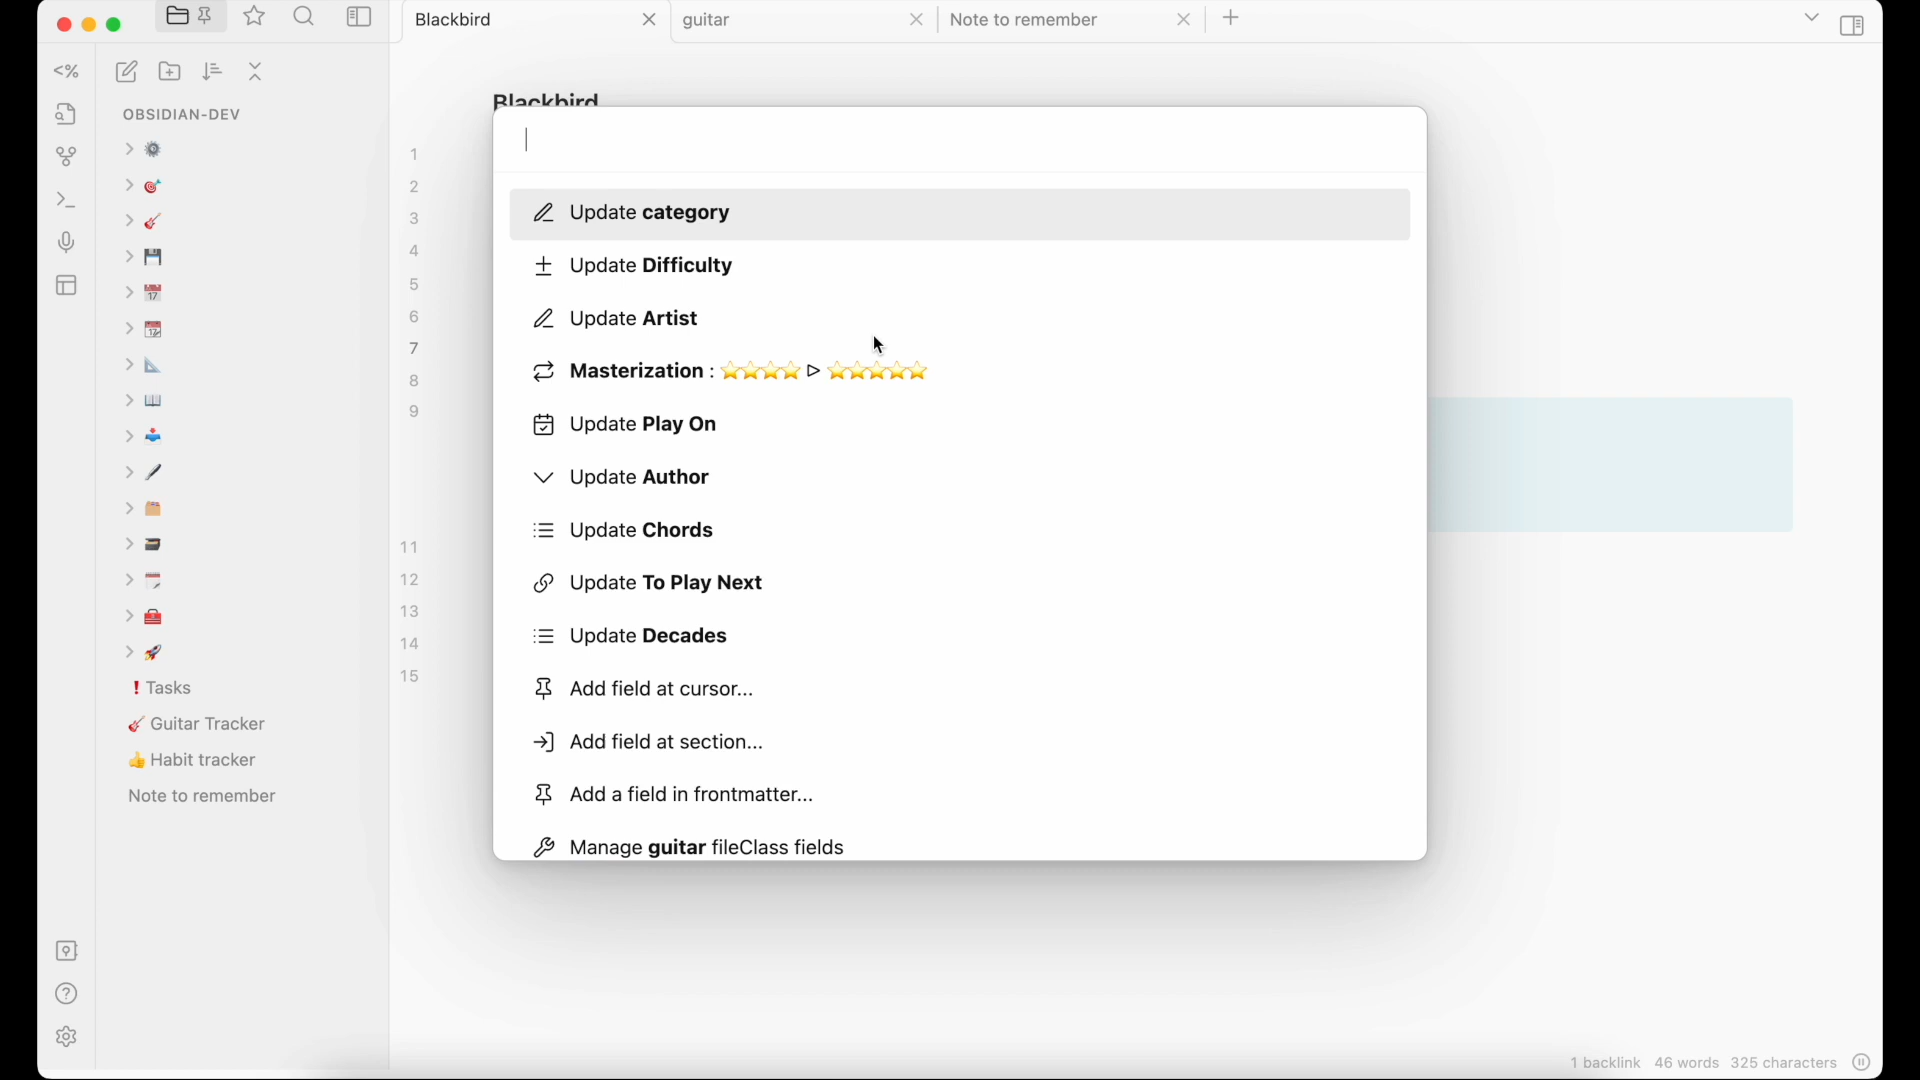 Blackbird
guitar
Note to remember
<%
OBSIDIAN-DEV
Blackbird
1
2
3
4
5
6
7
8
9
11
12
13
14
15
Update category
Update Difficulty
Update Artist
Masterization : ⭐⭐⭐⭐ ▷ ⭐⭐⭐⭐⭐
Update Play On
Update Author
Update Chords
Update To Play Next
Update Decades
Add field at cursor...
Add field at section...
Add a field in frontmatter...
Manage guitar fileClass fields
❗Tasks
🎸 Guitar Tracker
👍 Habit tracker
Note to remember
1 backlink 46 words 325 characters